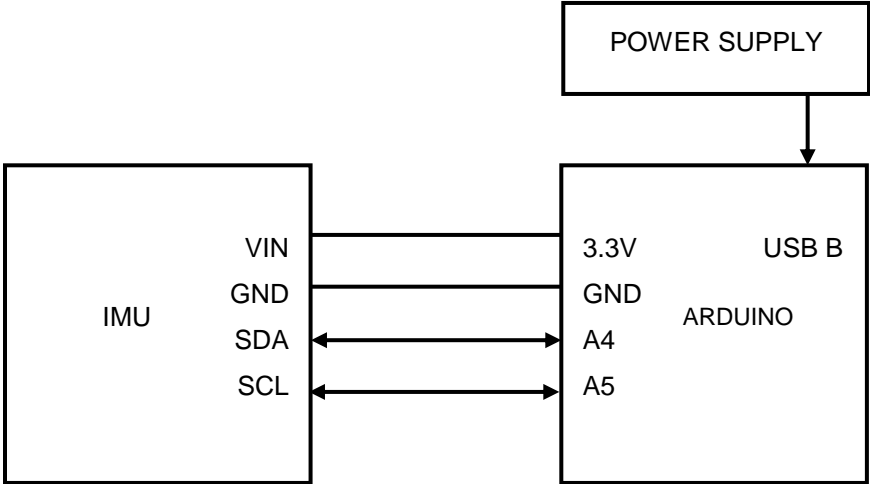 POWER SUPPLY
VIN
GND
IMU
SDA
SCL
3.3V
USB B
GND
ARDUINO
A4
A5